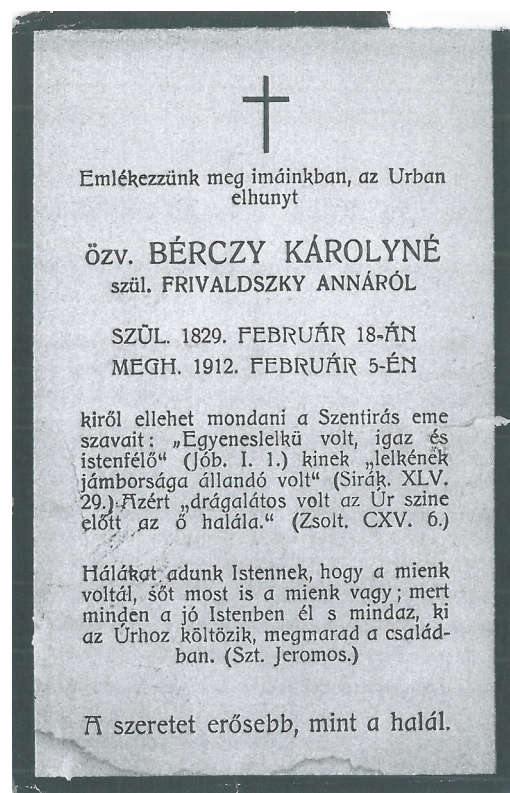 Emlékezzünk meg imáinkban, az Urban
elhunyt
özv. BÉRCZY KÁROLYNÉ
szül. FRIVALDSZKY ANNÁRÓL
SZÜL. 1829. FEBRUÁR 18-ÁN
MEGH. 1912. FEBRUÁR 5-ÉN
kiről ellehet mondani a Szentirás eme
szavait: „Egyeneslelkü volt, igaz és
istenfélő“ (Jób. I. 1.) kinek „lelkének
jámborsága állandó volt“ (Sirák. XLV.
29.) Azért „drágalátos volt az Úr szine
előtt az ő halála.“ (Zsolt. CXV. 6.)
Hálákat adunk Istennek, hogy a mienk
voltál, sőt most is a mienk vagy; mert
minden a jó Istenben él s mindaz, ki
az Úrhoz költözik, megmarad a család-
ban. (Szt. Jeromos.)
A szeretet erősebb, mint a halál.